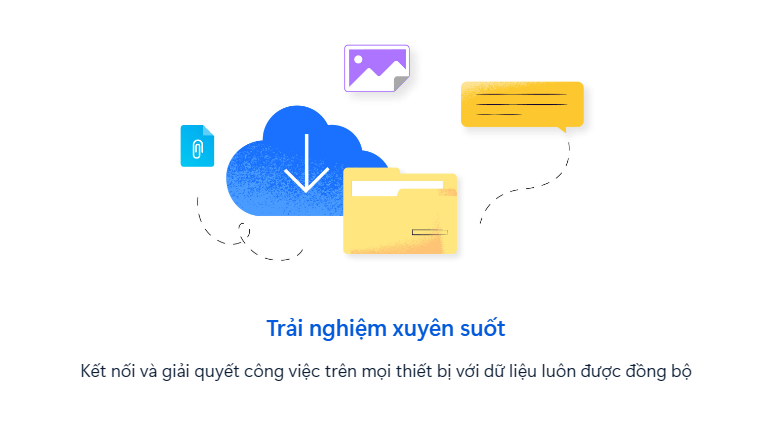 Trải nghiệm xuyên suốt
Kết nối và giải quyết công việc trên mọi thiết bị với dữ liệu luôn được đồng bộ